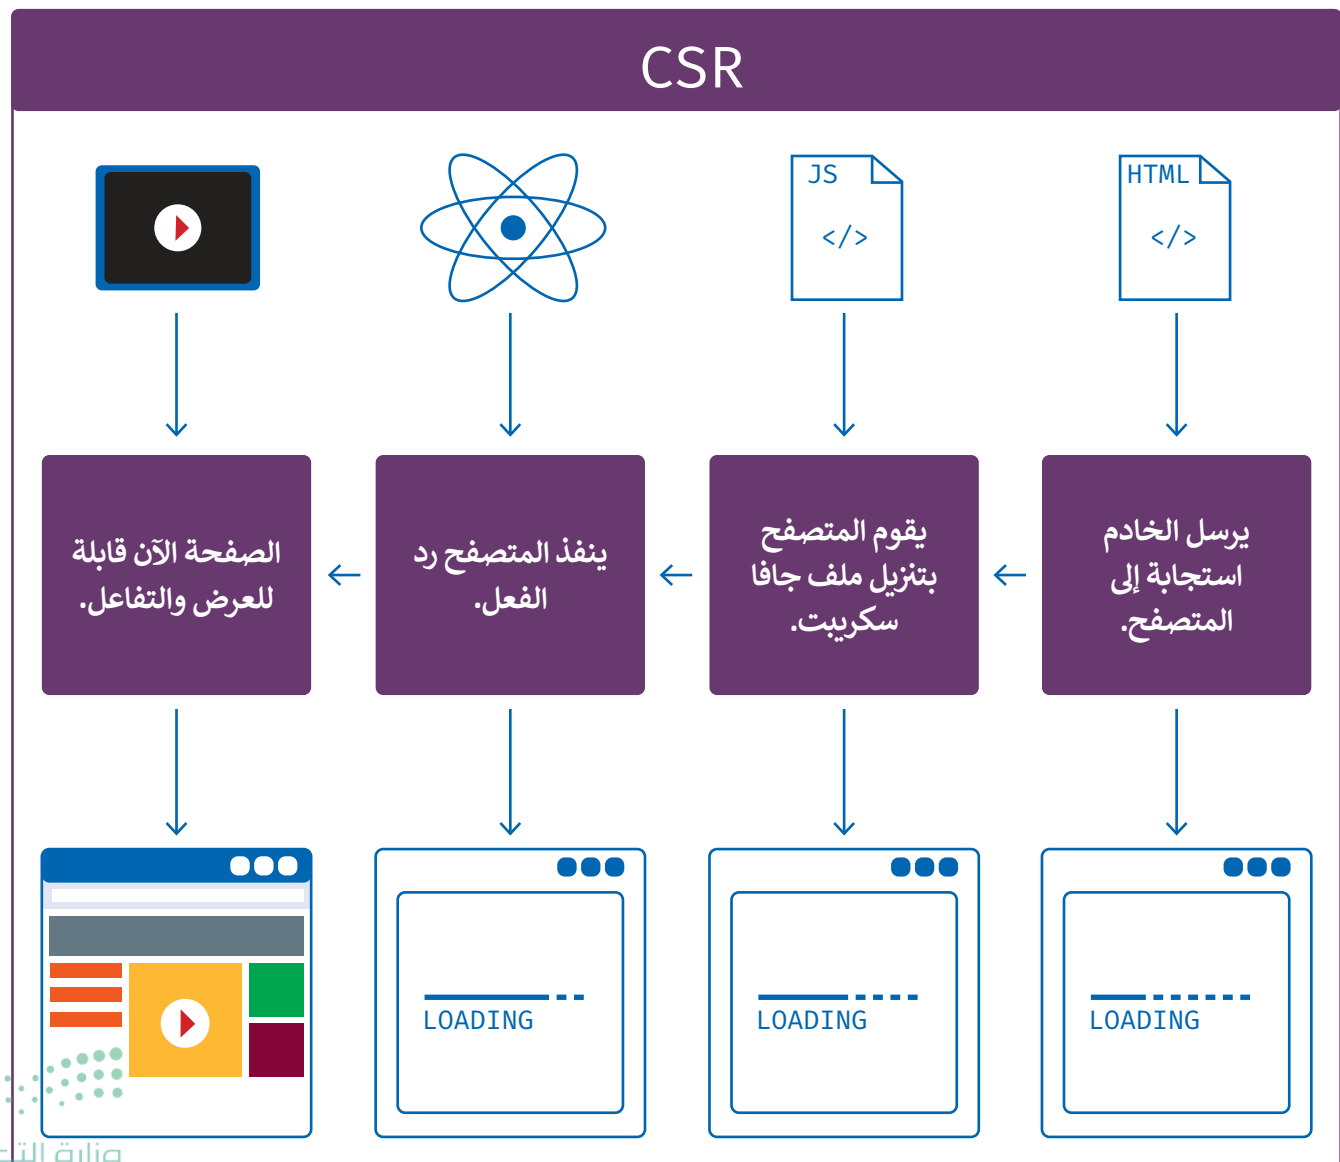 CSR
HTML
</>
JS
</>
يرسل الخادم
استجابة إلى
المتصفح.
يقوم المتصفح
بتنزيل ملف جافا
سكريبت.
ينفذ المتصفح رد
الفعل.
الصفحة الآن قابلة
للعرض والتفاعل.
LOADING
LOADING
LOADING
وزارة